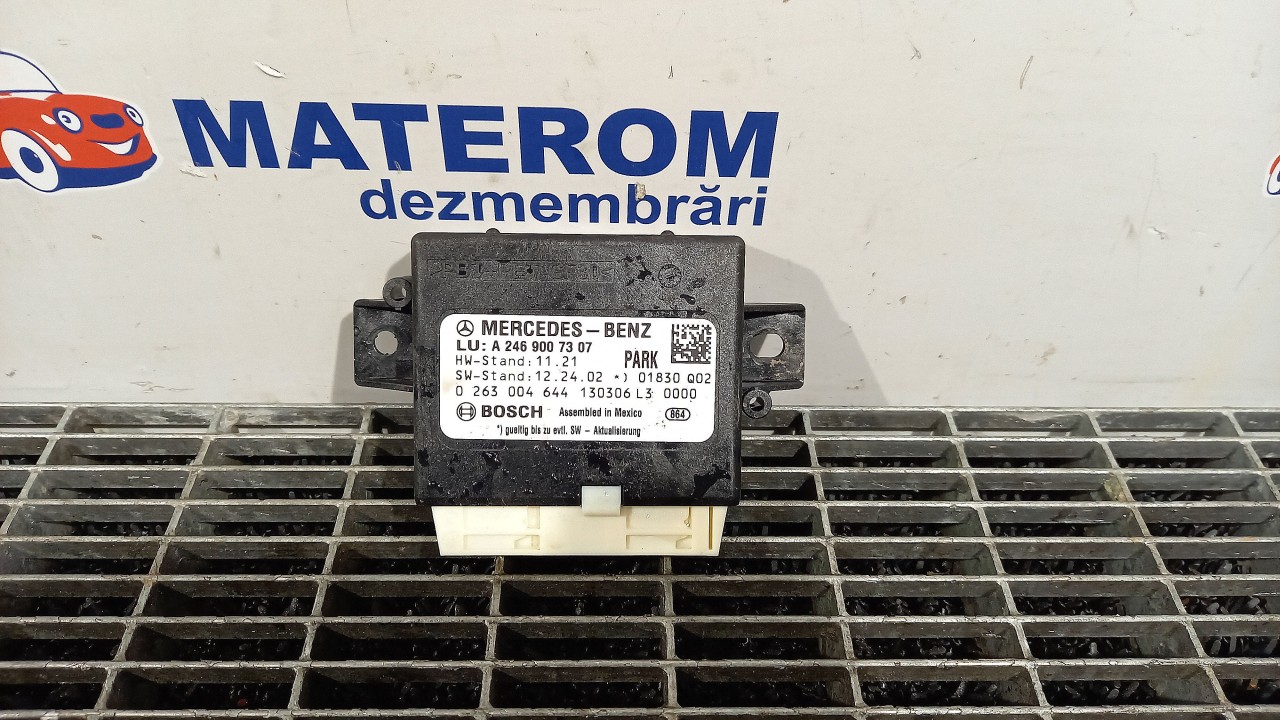 MATEROM
dezmembrări
MERCEDES-BENZ
LU: A 246 900 73 07
HW-Stand: 11.21 PARK
SW-Stand: 12.24.02 *) 01830 Q02
0 263 004 644 130306 L3 0000
BOSCH Assembled in Mexico 864
*) gueltig bis zu evtl. SW - Aktualisierung